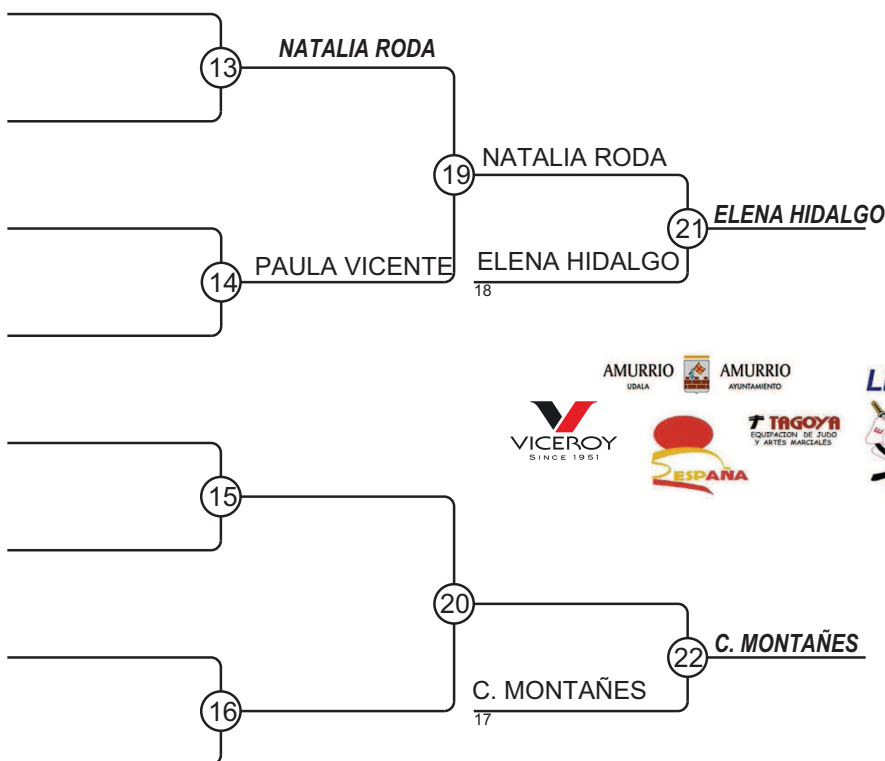 13
NATALIA RODA
19
NATALIA RODA
21
ELENA HIDALGO
14
PAULA VICENTE
ELENA HIDALGO
18
AMURRIO
UDALA
AMURRIO
AYUNTAMIENTO
VICEROY
SINCE 1951
TAGOYA
EQUIPACION DE JUDO
Y ARTES MARCIALES
ESPAÑA
15
20
22
C. MONTAÑES
16
C. MONTAÑES
17